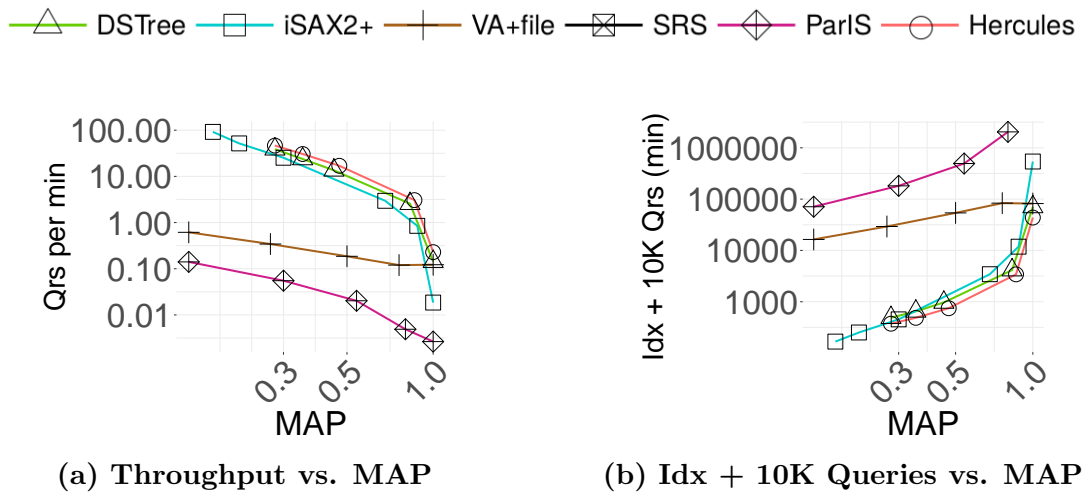 DSTree iSAX2+ VA+file SRS ParIS Hercules
Qrs per min
100.00
10.00
1.00
0.10
0.01
0.3 0.5 1.0
MAP
(a) Throughput vs. MAP
Idx + 10K Qrs (min)
1000000
100000
10000
1000
0.3 0.5 1.0
MAP
(b) Idx + 10K Queries vs. MAP